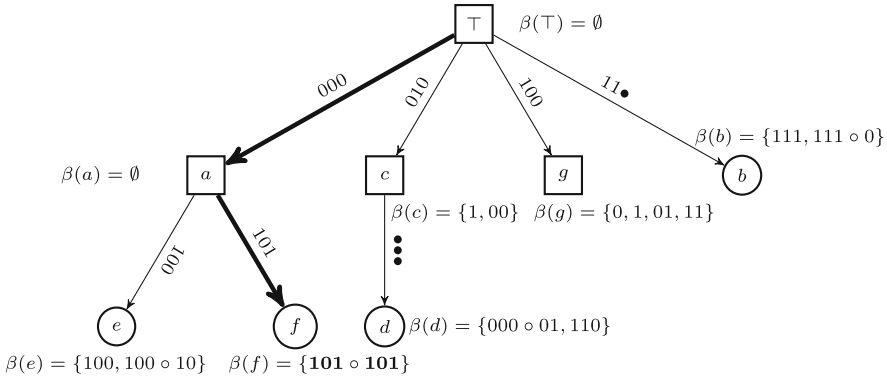 ⊤ β(⊤) = ∅
000
010
100
11•
β(b) = {111, 111 ∘ 0}
β(a) = ∅ a c g b
β(c) = {1, 00} β(g) = {0, 1, 01, 11}
100
101
e f d β(d) = {000 ∘ 01, 110}
β(e) = {100, 100 ∘ 10} β(f) = {101 ∘ 101}